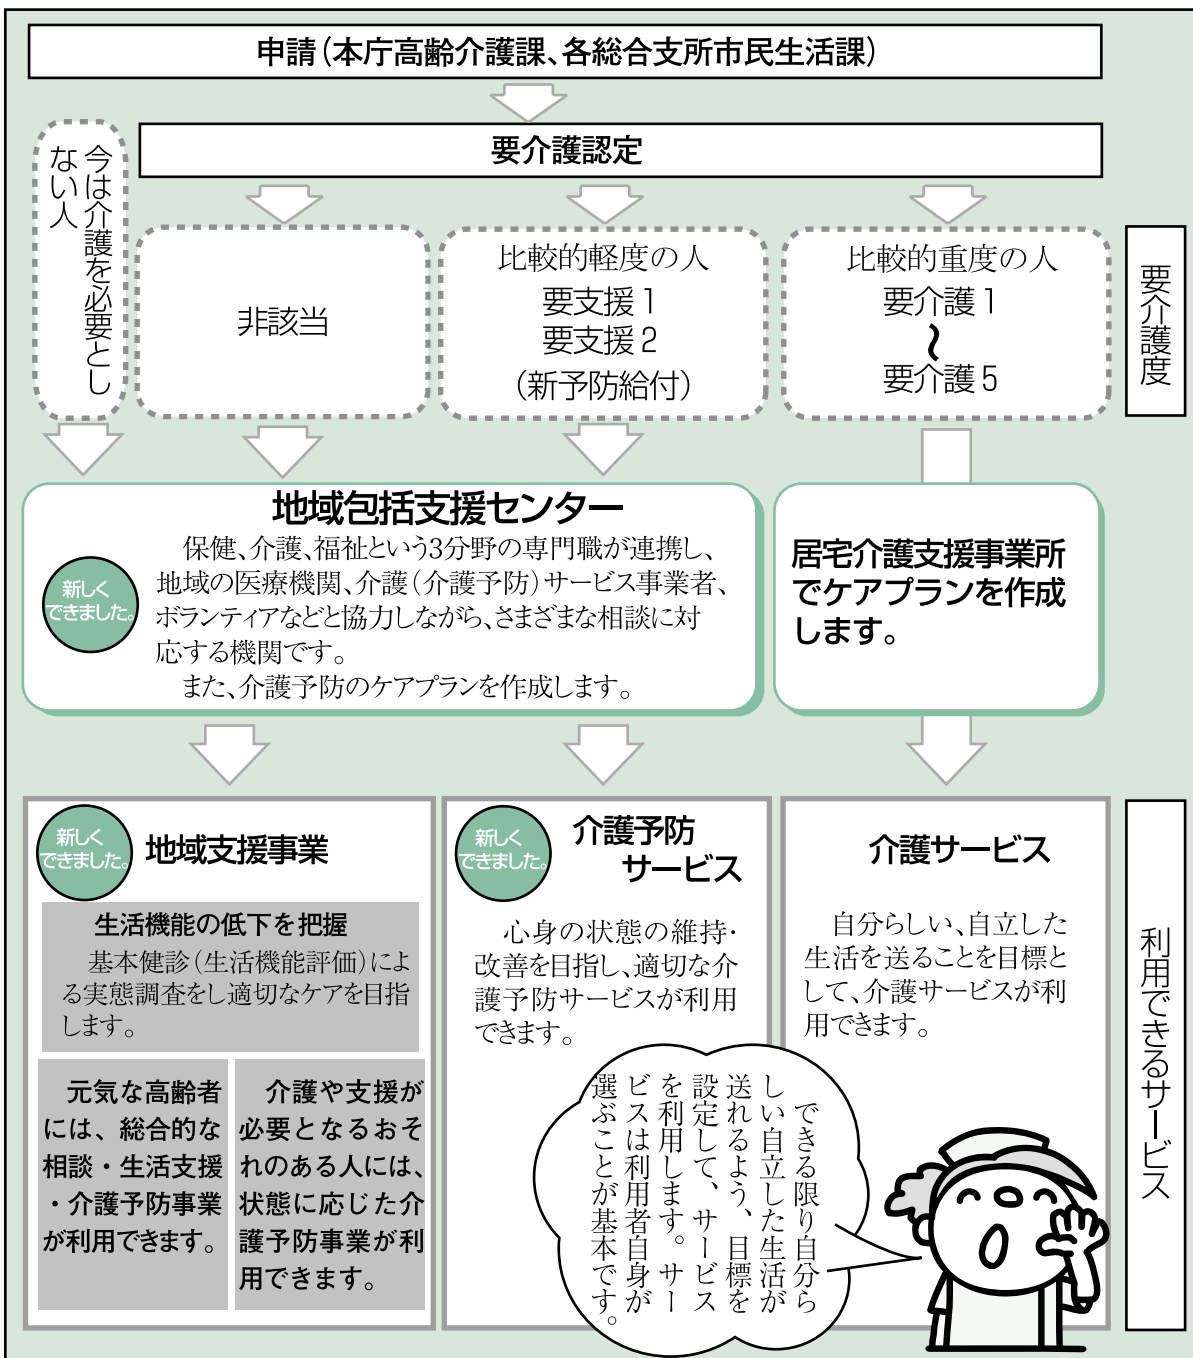 申請(本庁高齢介護課、各総合支所市民生活課)
要介護認定
今は介護を必要とし
ない人
非該当
比較的軽度の人
要支援1
要支援2
(新予防給付)
比較的重度の人
要介護1
〜
要介護5
要介護度
地域包括支援センター
新しく
できました。
保健、介護、福祉という3分野の専門職が連携し、
地域の医療機関、介護(介護予防)サービス事業者、
ボランティアなどと協力しながら、さまざまな相談に対
応する機関です。
また、介護予防のケアプランを作成します。
居宅介護支援事業所
でケアプランを作成
します。
新しく
できました。
地域支援事業
生活機能の低下を把握
基本健診(生活機能評価)によ
る実態調査をし適切なケアを目指
します。
元気な高齢者
には、総合的な
相談・生活支援
・介護予防事業
が利用できます。
介護や支援が
必要となるおそ
れのある人には、
状態に応じた介
護予防事業が利
用できます。
新しく
できました。
介護予防
サービス
心身の状態の維持・
改善を目指し、適切な介
護予防サービスが利用
できます。
介護サービス
自分らしい、自立した
生活を送ることを目標と
して、介護サービスが利
用できます。
できる限り自分ら
しい自立した生活が
送れるよう、目標を
設定して、サービス
を利用します。サー
ビスは利用者自身が
選ぶことが基本です。
利用できるサービス